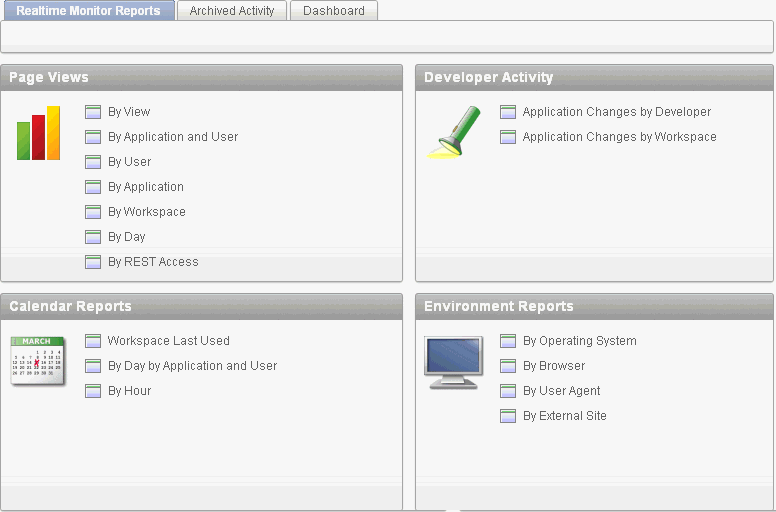 Realtime Monitor Reports
Archived Activity
Dashboard
Page Views
By View
By Application and User
By User
By Application
By Workspace
By Day
By REST Access
Developer Activity
Application Changes by Developer
Application Changes by Workspace
Calendar Reports
MARCH
Workspace Last Used
By Day by Application and User
By Hour
Environment Reports
By Operating System
By Browser
By User Agent
By External Site